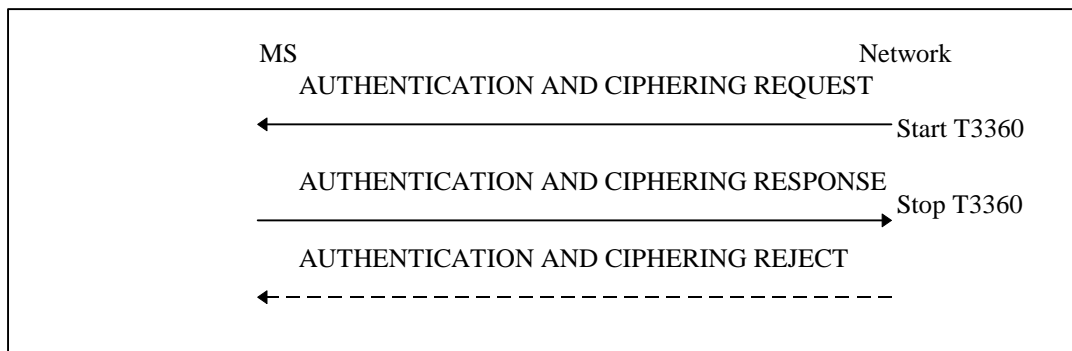 MS Network
AUTHENTICATION AND CIPHERING REQUEST
Start T3360
AUTHENTICATION AND CIPHERING RESPONSE
Stop T3360
AUTHENTICATION AND CIPHERING REJECT